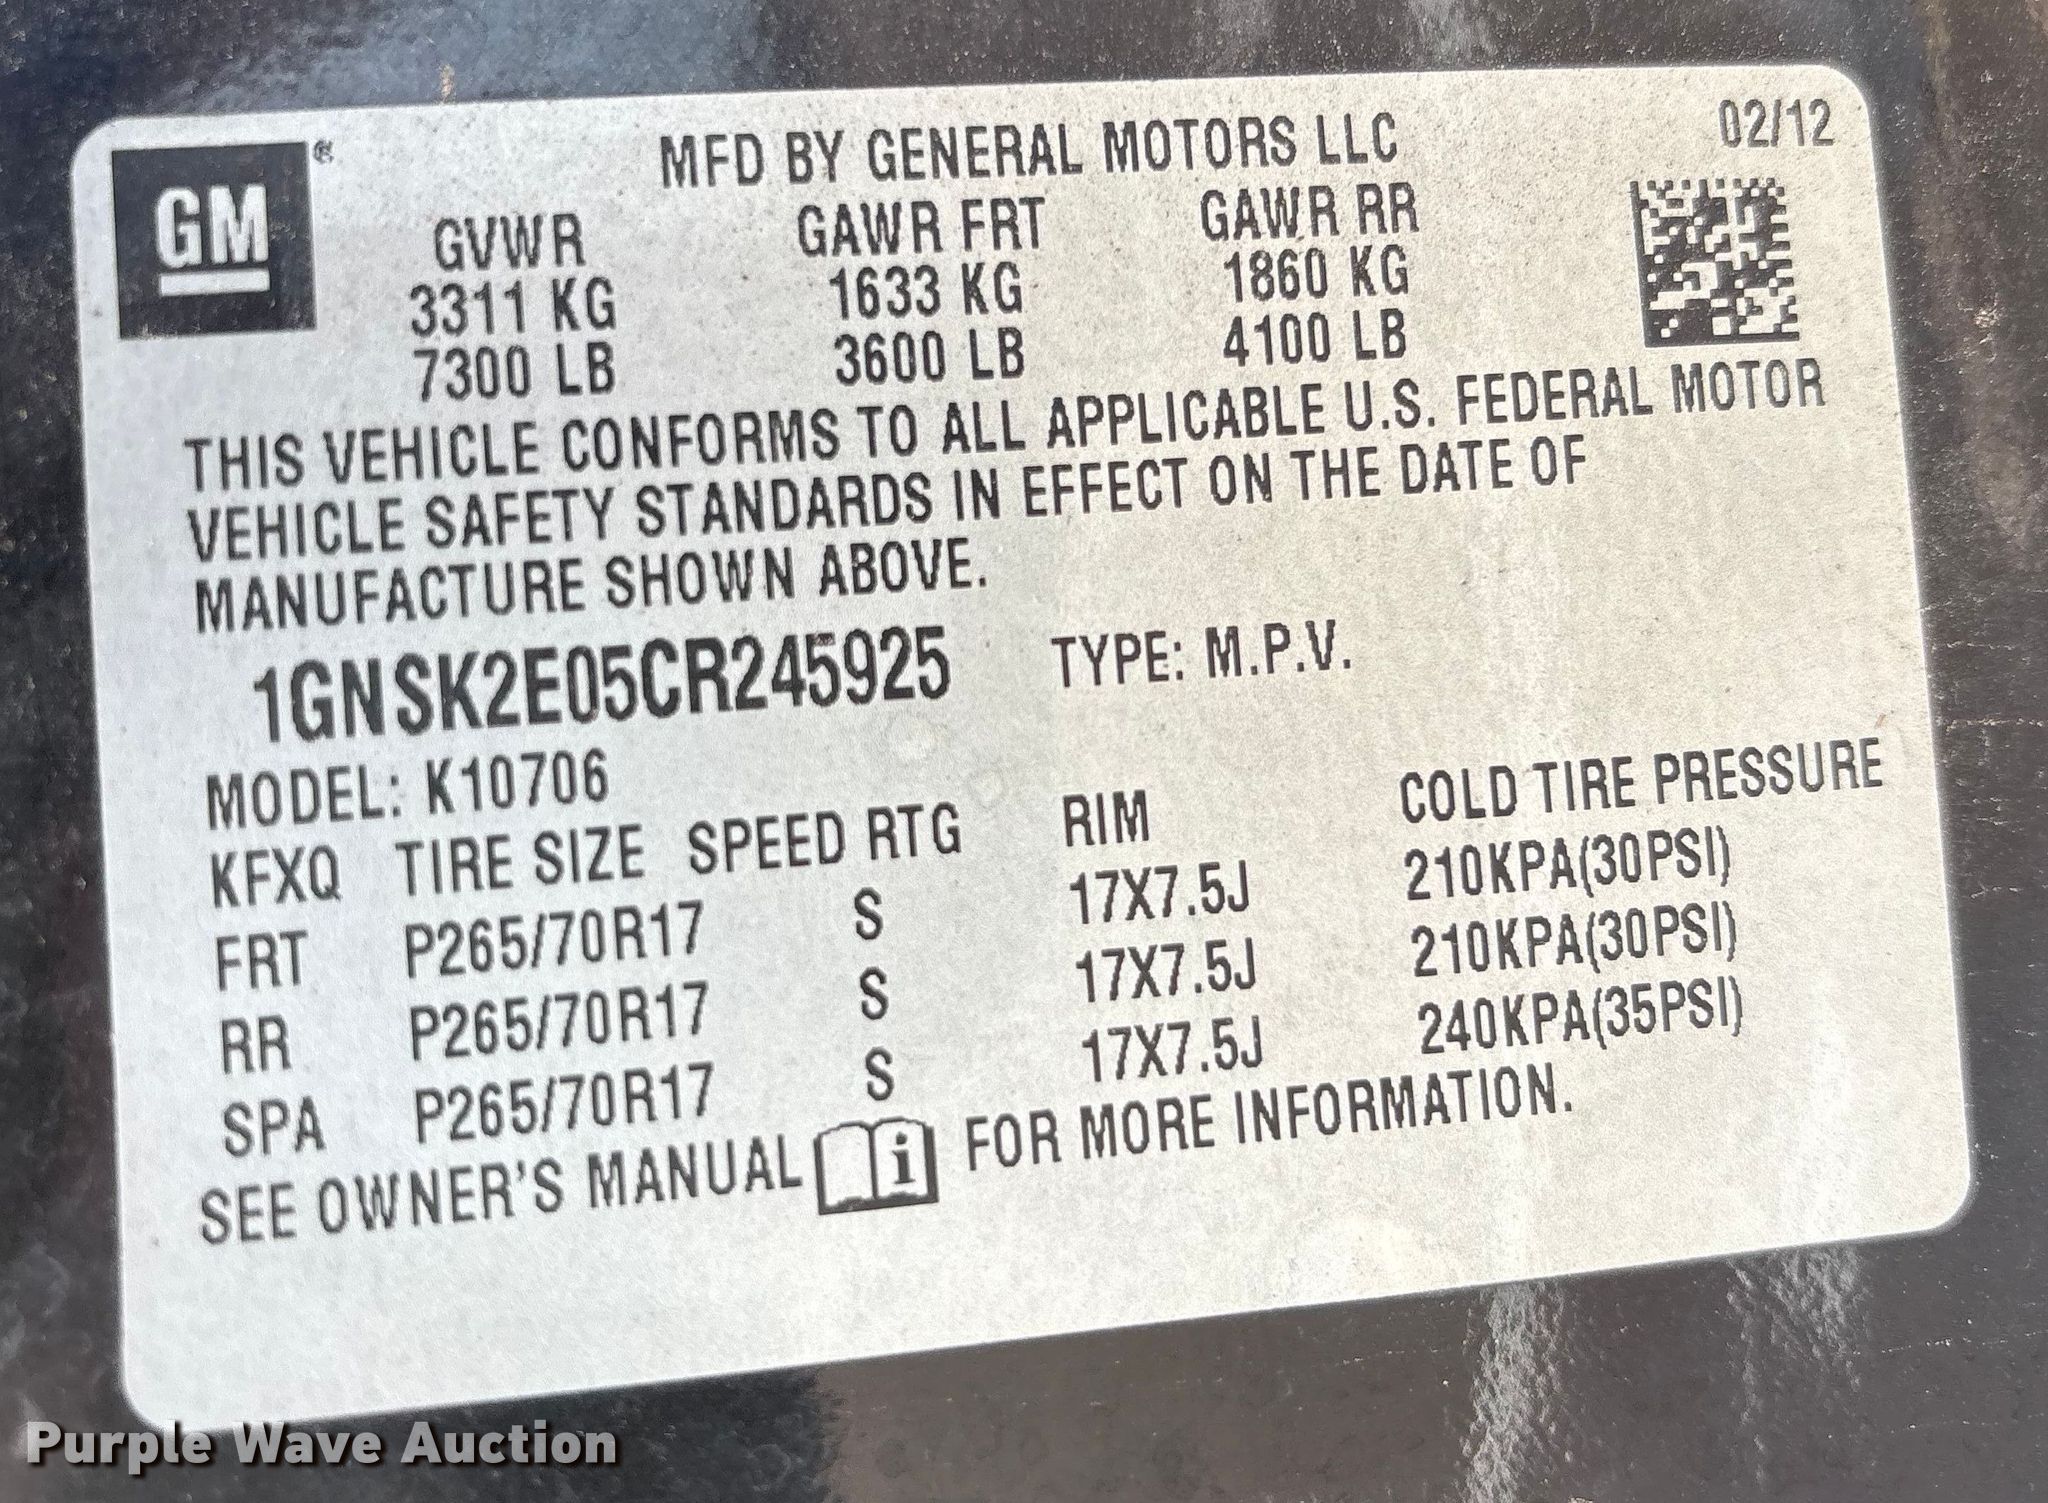 GM
MFD BY GENERAL MOTORS LLC
02/12
GVWR GAWR FRT GAWR RR
3311 KG 1633 KG 1860 KG
7300 LB 3600 LB 4100 LB
THIS VEHICLE CONFORMS TO ALL APPLICABLE U.S. FEDERAL MOTOR
VEHICLE SAFETY STANDARDS IN EFFECT ON THE DATE OF
MANUFACTURE SHOWN ABOVE.
1GNSK2E05CR245925 TYPE: M.P.V.
MODEL: K10706
KFXQ TIRE SIZE SPEED RTG RIM COLD TIRE PRESSURE
FRT P265/70R17 S 17X7.5J 210KPA(30PSI)
RR P265/70R17 S 17X7.5J 210KPA(30PSI)
SPA P265/70R17 S 17X7.5J 240KPA(35PSI)
SEE OWNER'S MANUAL i FOR MORE INFORMATION.
Purple Wave Auction